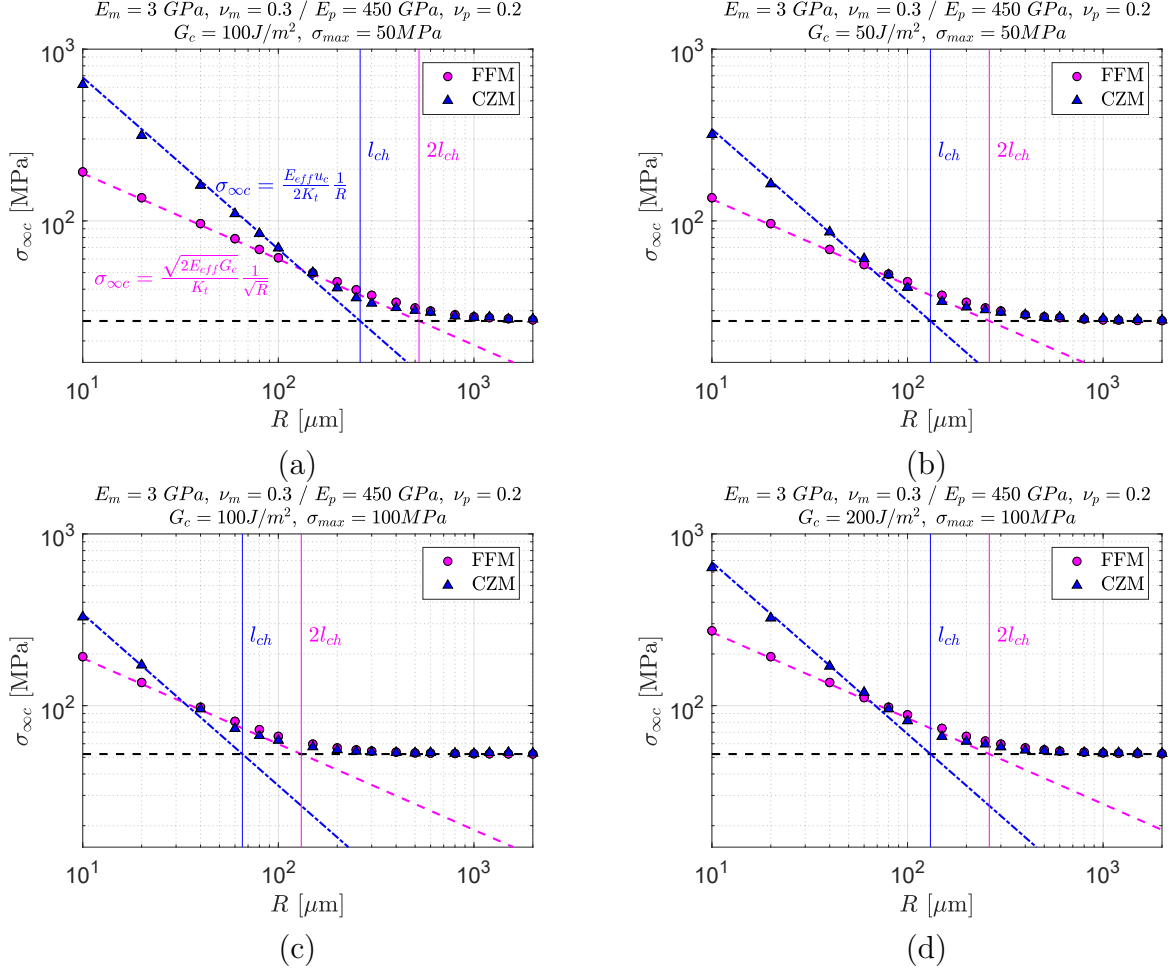 E_m = 3 GPa, ν_m = 0.3 / E_p = 450 GPa, ν_p = 0.2
G_c = 100J/m², σ_max = 50MPa
10³
10²
σ_∞c [MPa]
FFM
CZM
l_ch
2l_ch
σ_∞c = E_eff u_c / 2K_t 1/R
σ_∞c = √2E_eff G_c / K_t 1/√R
10¹
10²
10³
R [μm]
(a)
E_m = 3 GPa, ν_m = 0.3 / E_p = 450 GPa, ν_p = 0.2
G_c = 50J/m², σ_max = 50MPa
10³
10²
σ_∞c [MPa]
FFM
CZM
l_ch
2l_ch
10¹
10²
10³
R [μm]
(b)
E_m = 3 GPa, ν_m = 0.3 / E_p = 450 GPa, ν_p = 0.2
G_c = 100J/m², σ_max = 100MPa
10³
10²
σ_∞c [MPa]
FFM
CZM
l_ch
2l_ch
10¹
10²
10³
R [μm]
(c)
E_m = 3 GPa, ν_m = 0.3 / E_p = 450 GPa, ν_p = 0.2
G_c = 200J/m², σ_max = 100MPa
10³
10²
σ_∞c [MPa]
FFM
CZM
l_ch
2l_ch
10¹
10²
10³
R [μm]
(d)